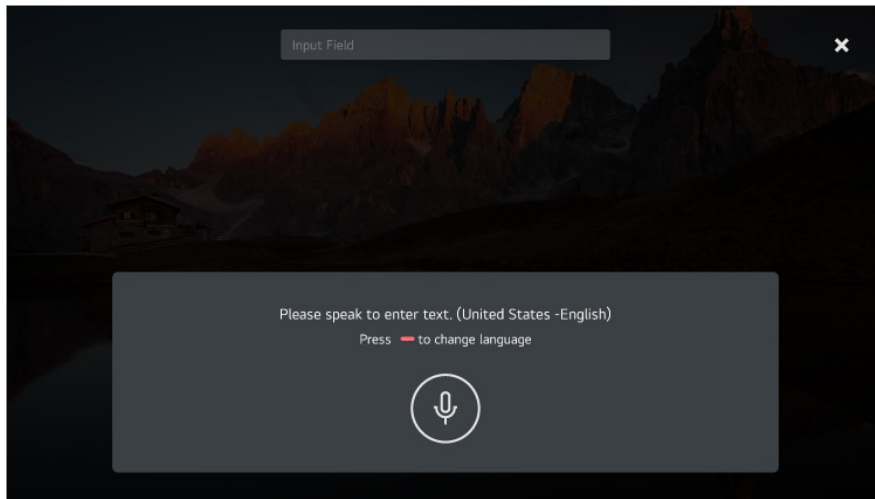 Input Field
Please speak to enter text. (United States -English)
Press to change language